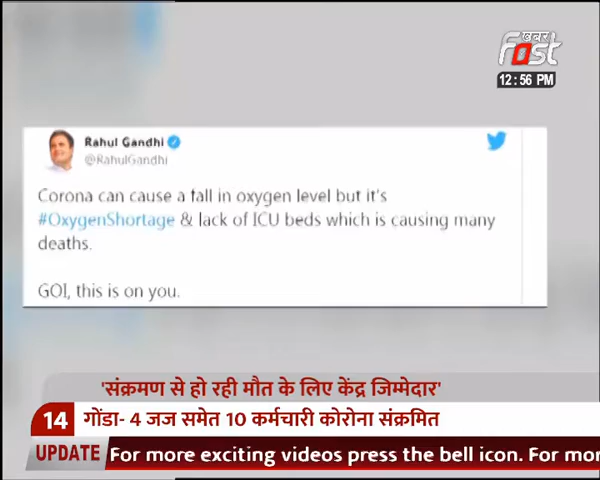 खबर
Fast
12:56 PM
Rahul Gandhi
@RahulGandhi
Corona can cause a fall in oxygen level but it's
#OxygenShortage & lack of ICU beds which is causing many
deaths.
GOI, this is on you.
'संक्रमण से हो रही मौत के लिए केंद्र जिम्मेदार'
14 गोंडा- 4 जज समेत 10 कर्मचारी कोरोना संक्रमित
UPDATE For more exciting videos press the bell icon. For mor